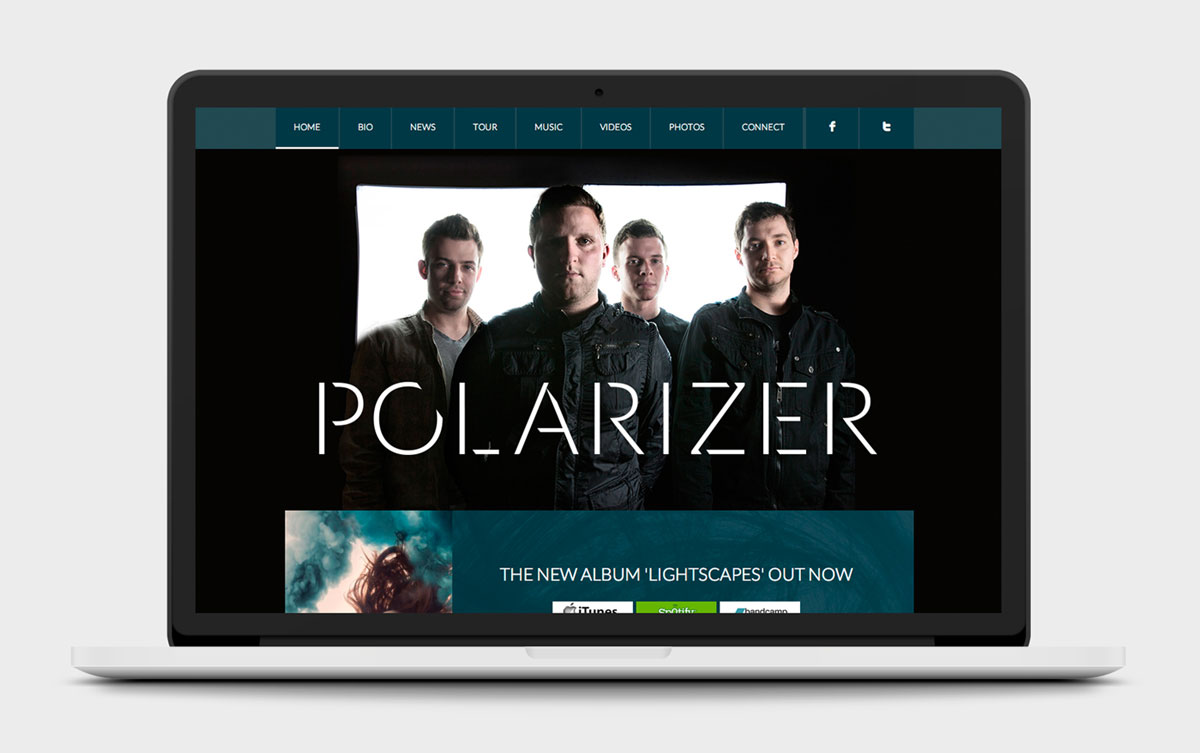 HOME BIO NEWS TOUR MUSIC VIDEOS PHOTOS CONNECT f t
POLARIZER
THE NEW ALBUM 'LIGHTSCAPES' OUT NOW
iTunes Spotify bandcamp